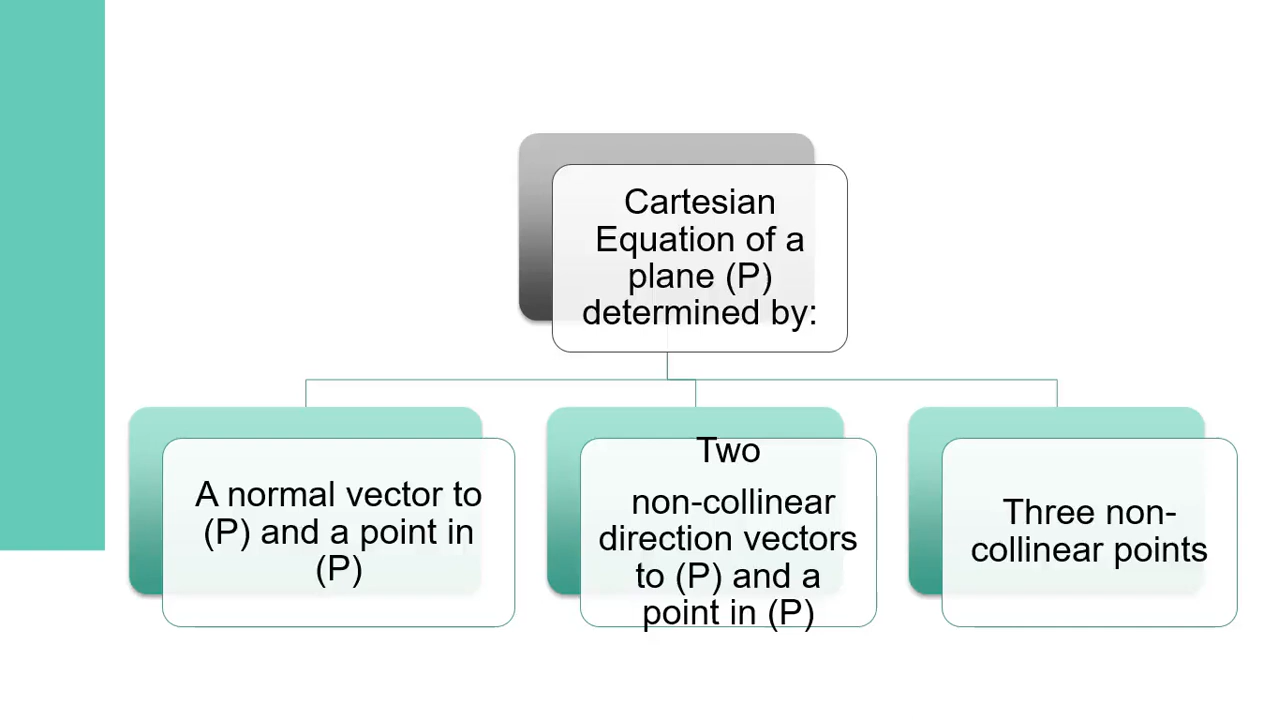 Cartesian
Equation of a
plane (P)
determined by:
A normal vector to
(P) and a point in
(P)
Two
non-collinear
direction vectors
to (P) and a
point in (P)
Three non-
collinear points